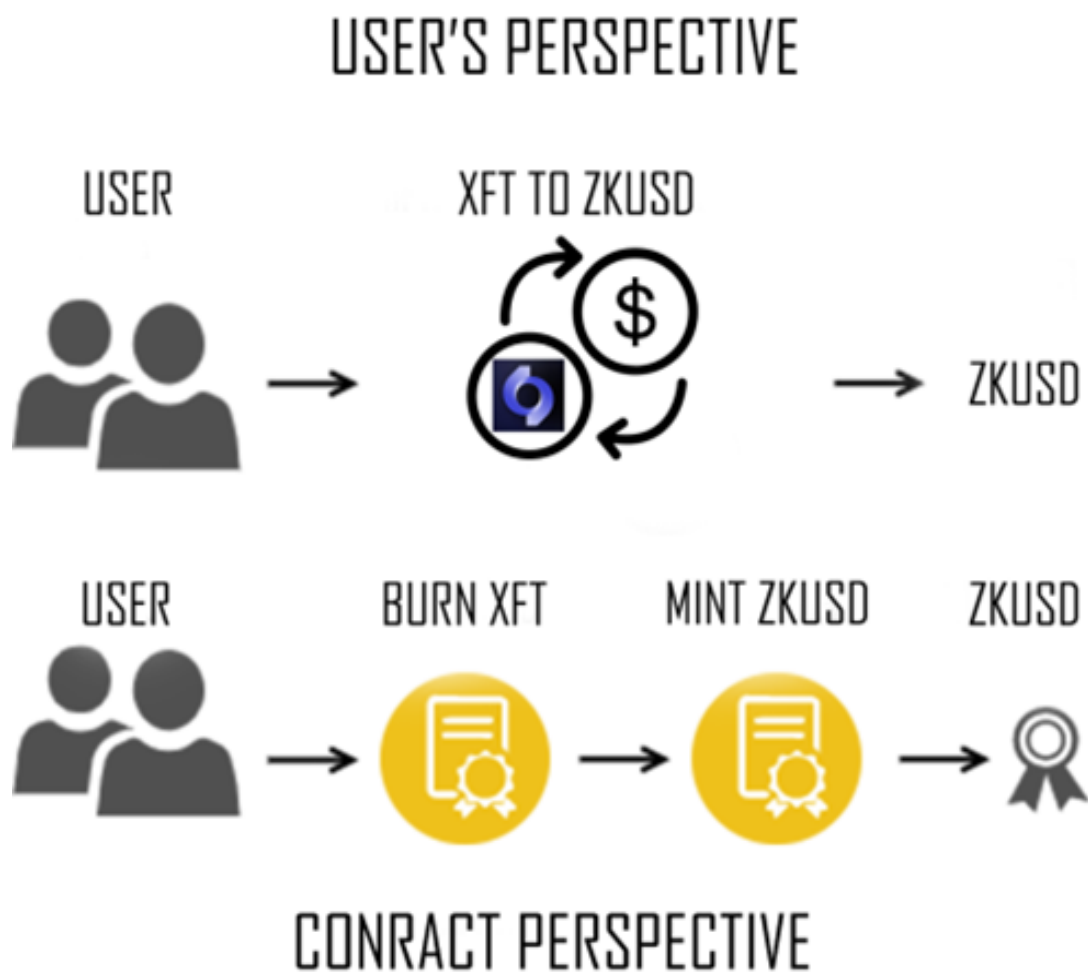 USER'S PERSPECTIVE
USER XFT TO ZKUSD
$
ZKUSD
USER BURN XFT MINT ZKUSD ZKUSD
CONRACT PERSPECTIVE